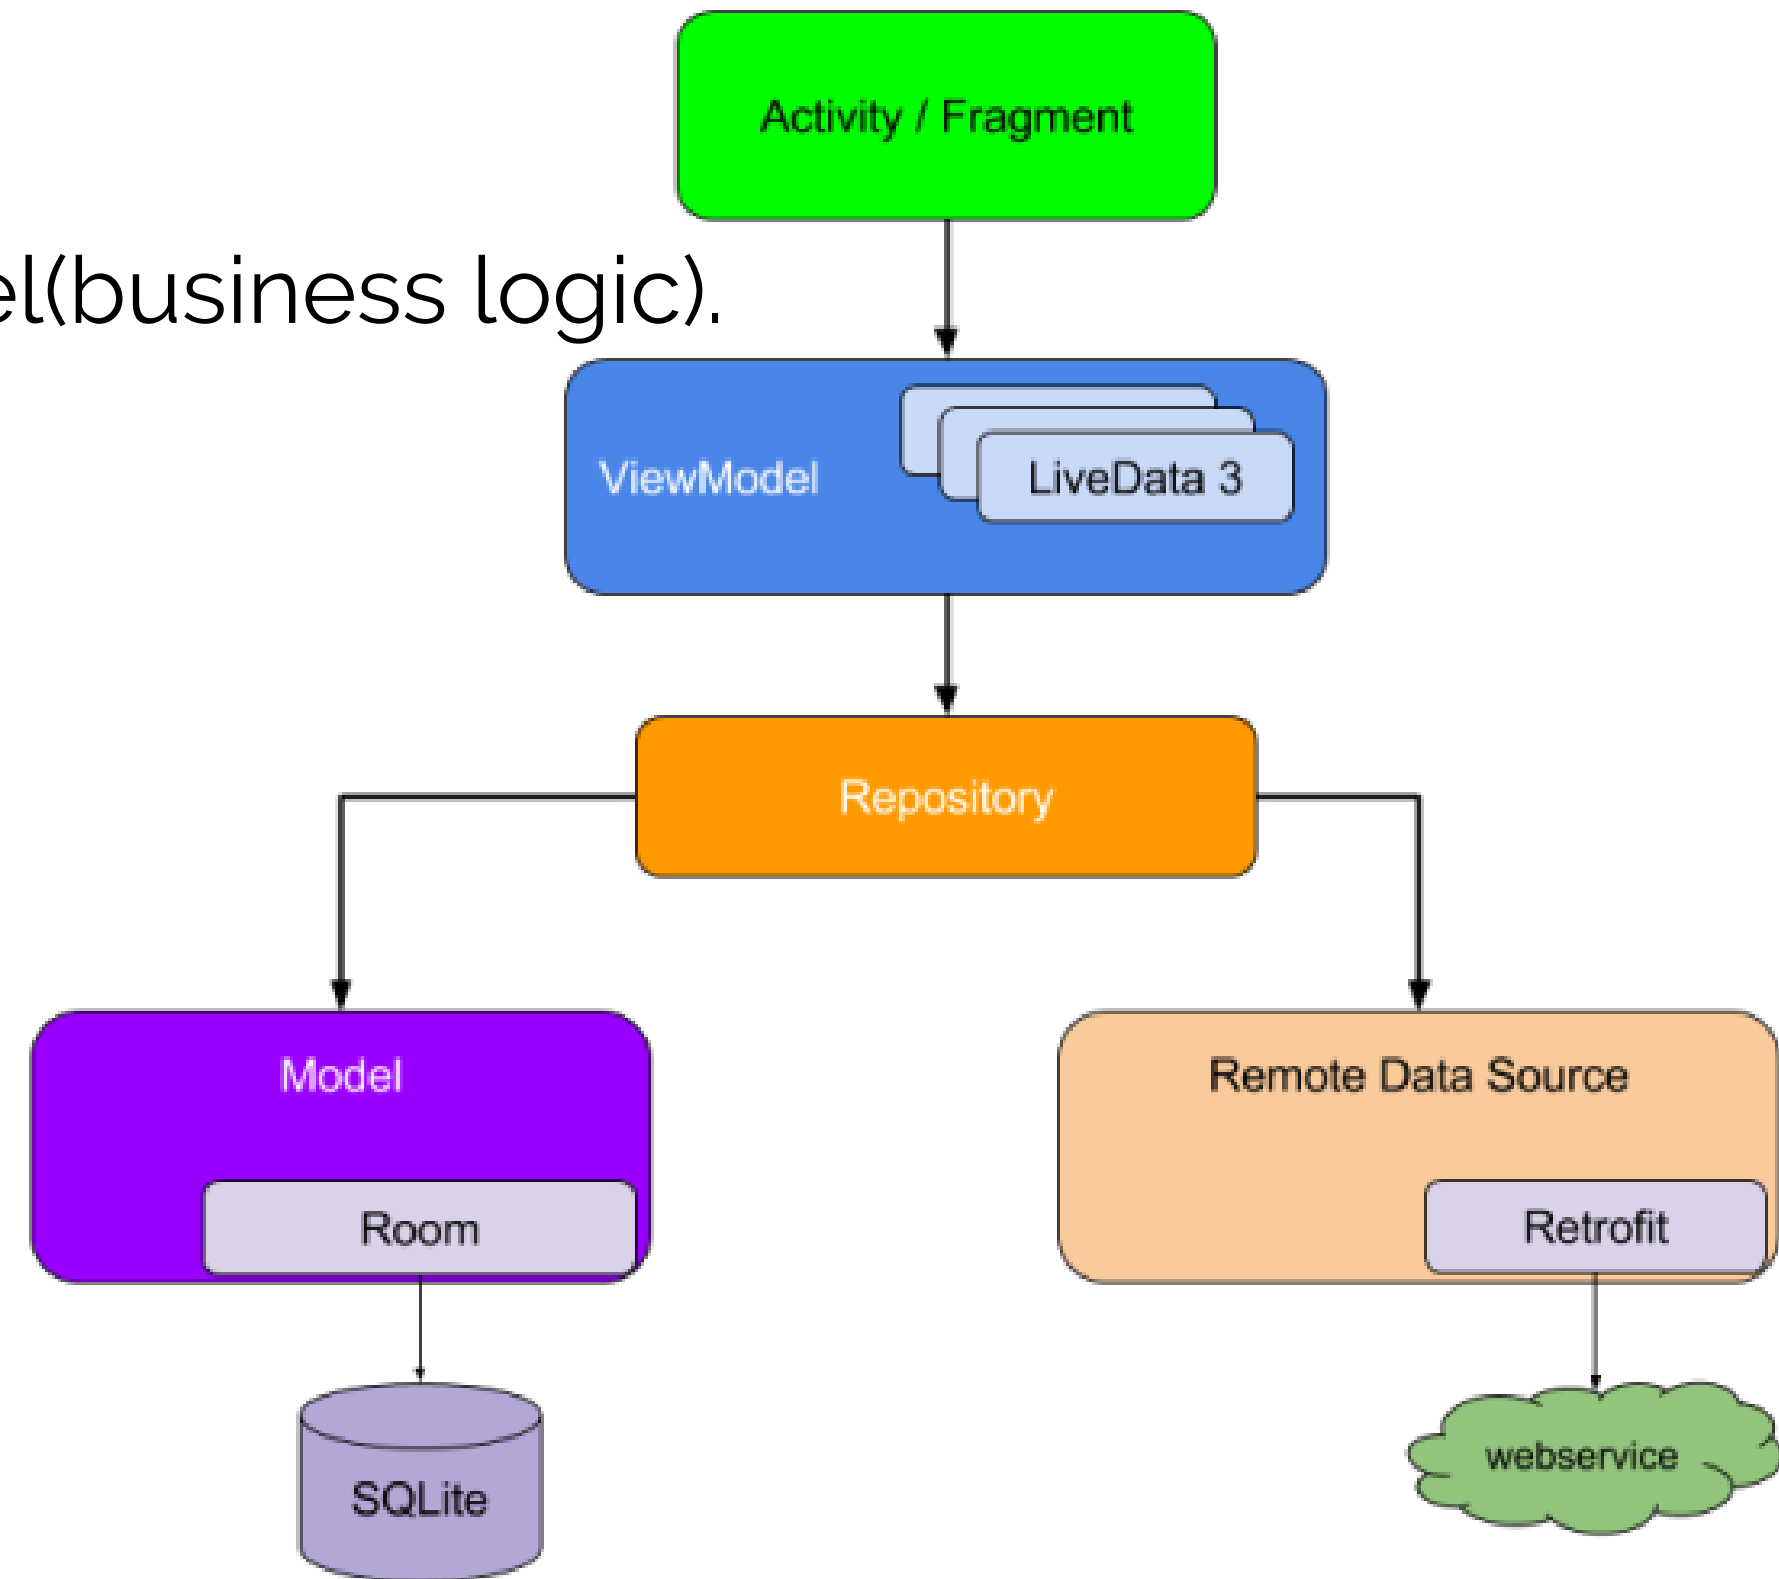 Activity / Fragment
el(business logic).
ViewModel
LiveData 3
Repository
Model
Remote Data Source
Room
Retrofit
SQLite
webservice